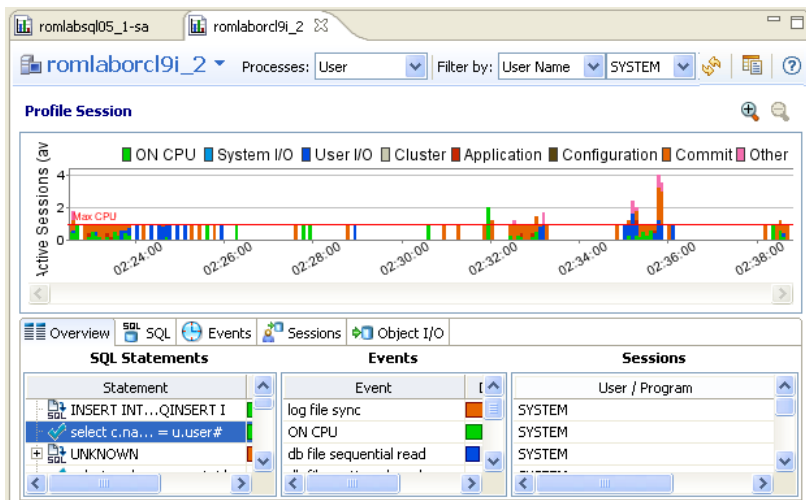 romlabsql05_1-sa
romlaborcl9i_2
romlaborcl9i_2 Processes: User Filter by: User Name SYSTEM
Profile Session
ON CPU System I/O User I/O Cluster Application Configuration Commit Other
Active Sessions (av
4
2
0
Max CPU
02:24:00 02:26:00 02:28:00 02:30:00 02:32:00 02:34:00 02:36:00 02:38:00
Overview SQL Events Sessions Object I/O
SQL Statements Events Sessions
Statement Event User / Program
INSERT INT...QINSERT I log file sync SYSTEM
select c.na... = u.user# ON CPU SYSTEM
UNKNOWN db file sequential read SYSTEM